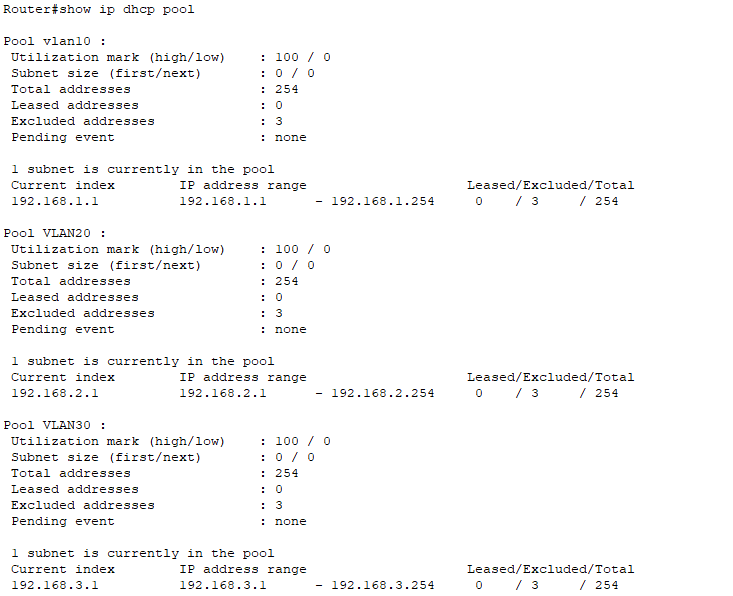 Router#show ip dhcp pool
Pool vlan10 :
Utilization mark (high/low) : 100 / 0
Subnet size (first/next) : 0 / 0
Total addresses : 254
Leased addresses : 0
Excluded addresses : 3
Pending event : none
1 subnet is currently in the pool
Current index IP address range Leased/Excluded/Total
192.168.1.1 192.168.1.1 - 192.168.1.254 0 / 3 / 254
Pool VLAN20 :
Utilization mark (high/low) : 100 / 0
Subnet size (first/next) : 0 / 0
Total addresses : 254
Leased addresses : 0
Excluded addresses : 3
Pending event : none
1 subnet is currently in the pool
Current index IP address range Leased/Excluded/Total
192.168.2.1 192.168.2.1 - 192.168.2.254 0 / 3 / 254
Pool VLAN30 :
Utilization mark (high/low) : 100 / 0
Subnet size (first/next) : 0 / 0
Total addresses : 254
Leased addresses : 0
Excluded addresses : 3
Pending event : none
1 subnet is currently in the pool
Current index IP address range Leased/Excluded/Total
192.168.3.1 192.168.3.1 - 192.168.3.254 0 / 3 / 254